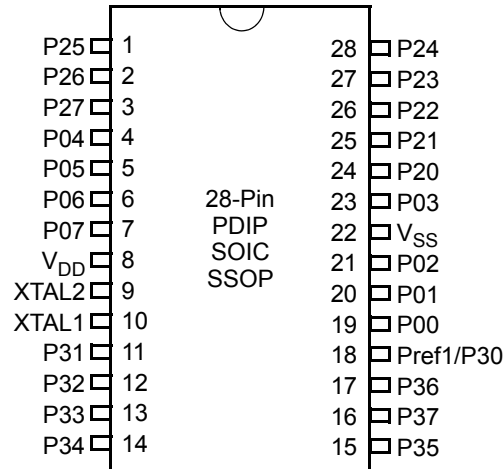 P25 1 28 P24
P26 2 27 P23
P27 3 26 P22
P04 4 25 P21
P05 5 24 P20
P06 6 28-Pin 23 P03
P07 7 PDIP 22 VSS
VDD 8 SOIC 21 P02
XTAL2 9 SSOP 20 P01
XTAL1 10 19 P00
P31 11 18 Pref1/P30
P32 12 17 P36
P33 13 16 P37
P34 14 15 P35